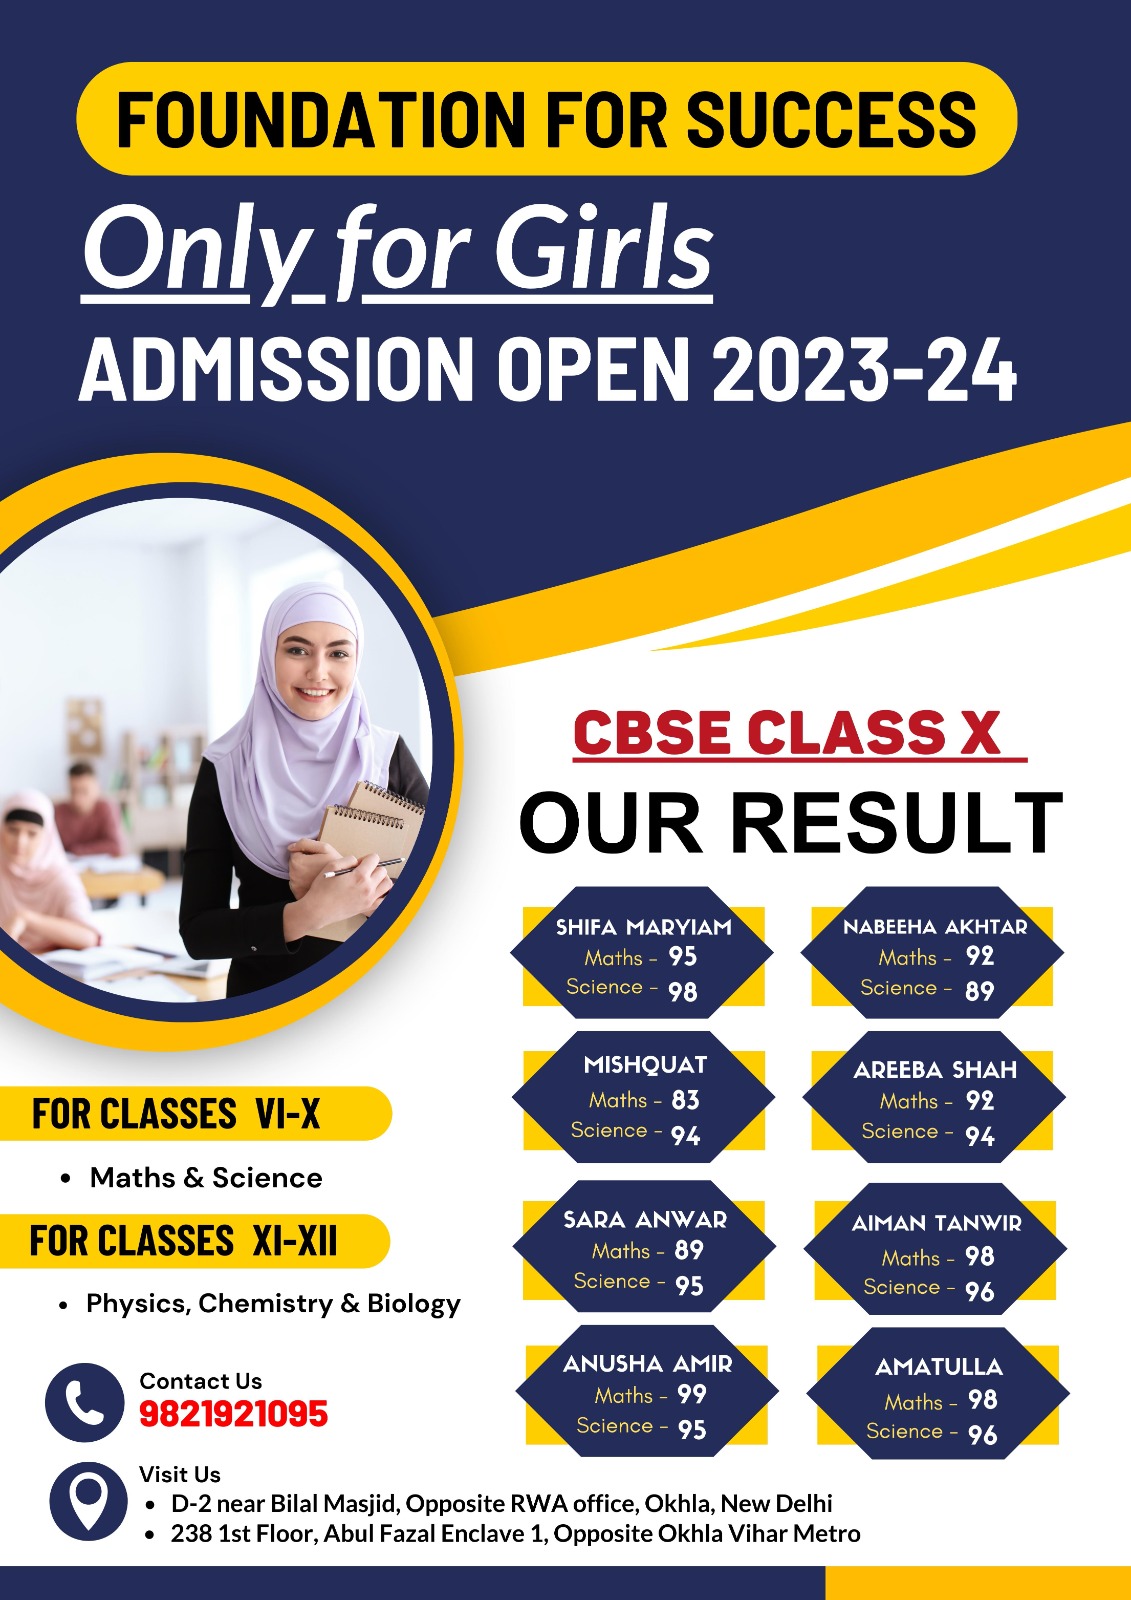 FOUNDATION FOR SUCCESS
Only for Girls
ADMISSION OPEN 2023-24
CBSE CLASS X
OUR RESULT
SHIFA MARYIAM
Maths - 95
Science - 98
NABEEHA AKHTAR
Maths - 92
Science - 89
MISHQUAT
Maths - 83
Science - 94
AREEBA SHAH
Maths - 92
Science - 94
SARA ANWAR
Maths - 89
Science - 95
AIMAN TANWIR
Maths - 98
Science - 96
ANUSHA AMIR
Maths - 99
Science - 95
AMATULLA
Maths - 98
Science - 96
FOR CLASSES VI-X
• Maths & Science
FOR CLASSES XI-XII
• Physics, Chemistry & Biology
Contact Us
9821921095
Visit Us
• D-2 near Bilal Masjid, Opposite RWA office, Okhla, New Delhi
• 238 1st Floor, Abul Fazal Enclave 1, Opposite Okhla Vihar Metro